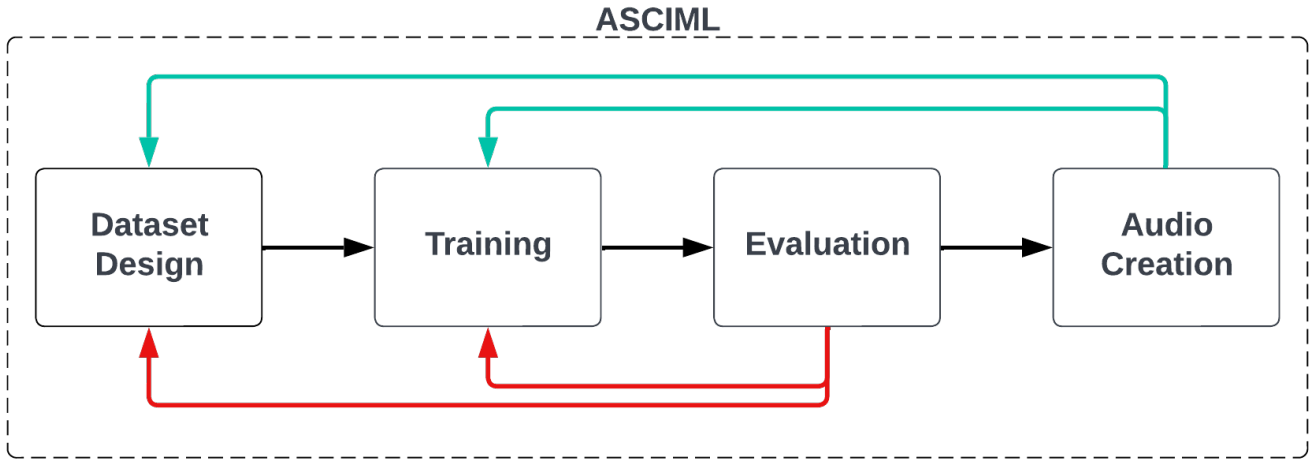 ASCIML
Dataset
Design
Training
Evaluation
Audio
Creation